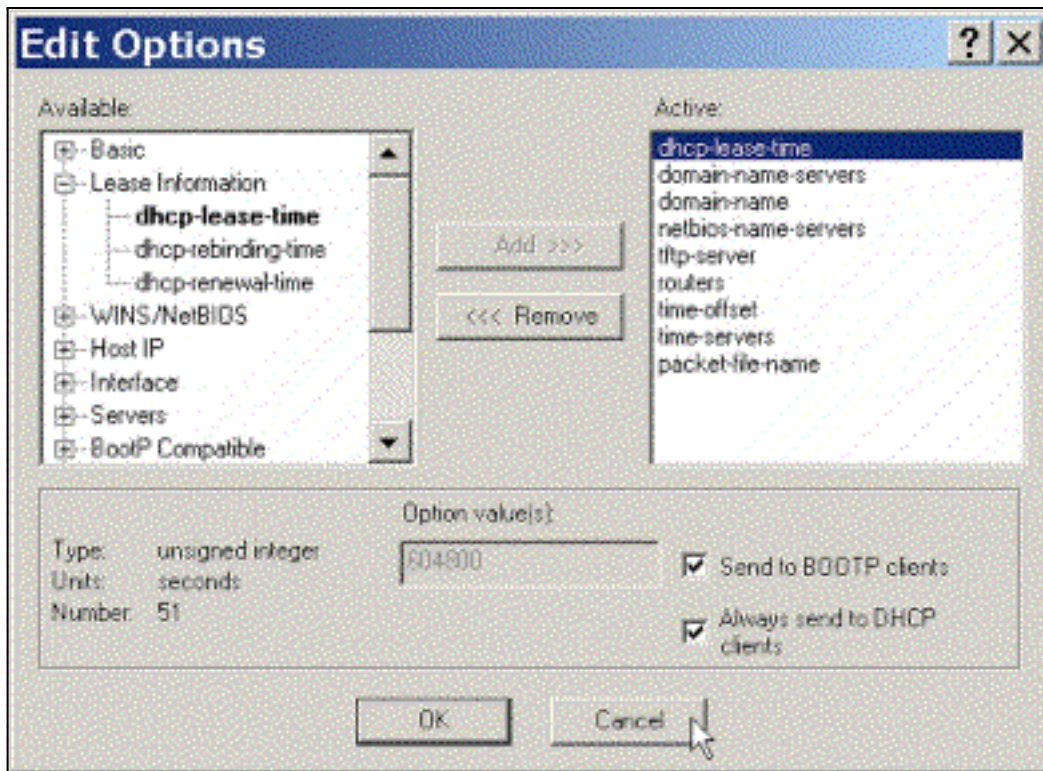 Edit Options
Available:
Basic
Lease Information
dhcp-lease-time
dhcp-rebinding-time
dhcp-renewal-time
WINS/NetBIOS
Host IP
Interface
Servers
BootP Compatible
Add >>>
<<< Remove
Active:
dhcp-lease-time
domain-name-servers
domain-name
netbios-name-servers
tftp-server
routers
time-offset
time-servers
packet-file-name
Type: unsigned integer
Units: seconds
Number: 51
Option value(s):
604800
Send to BOOTP clients
Always send to DHCP
clients
OK
Cancel